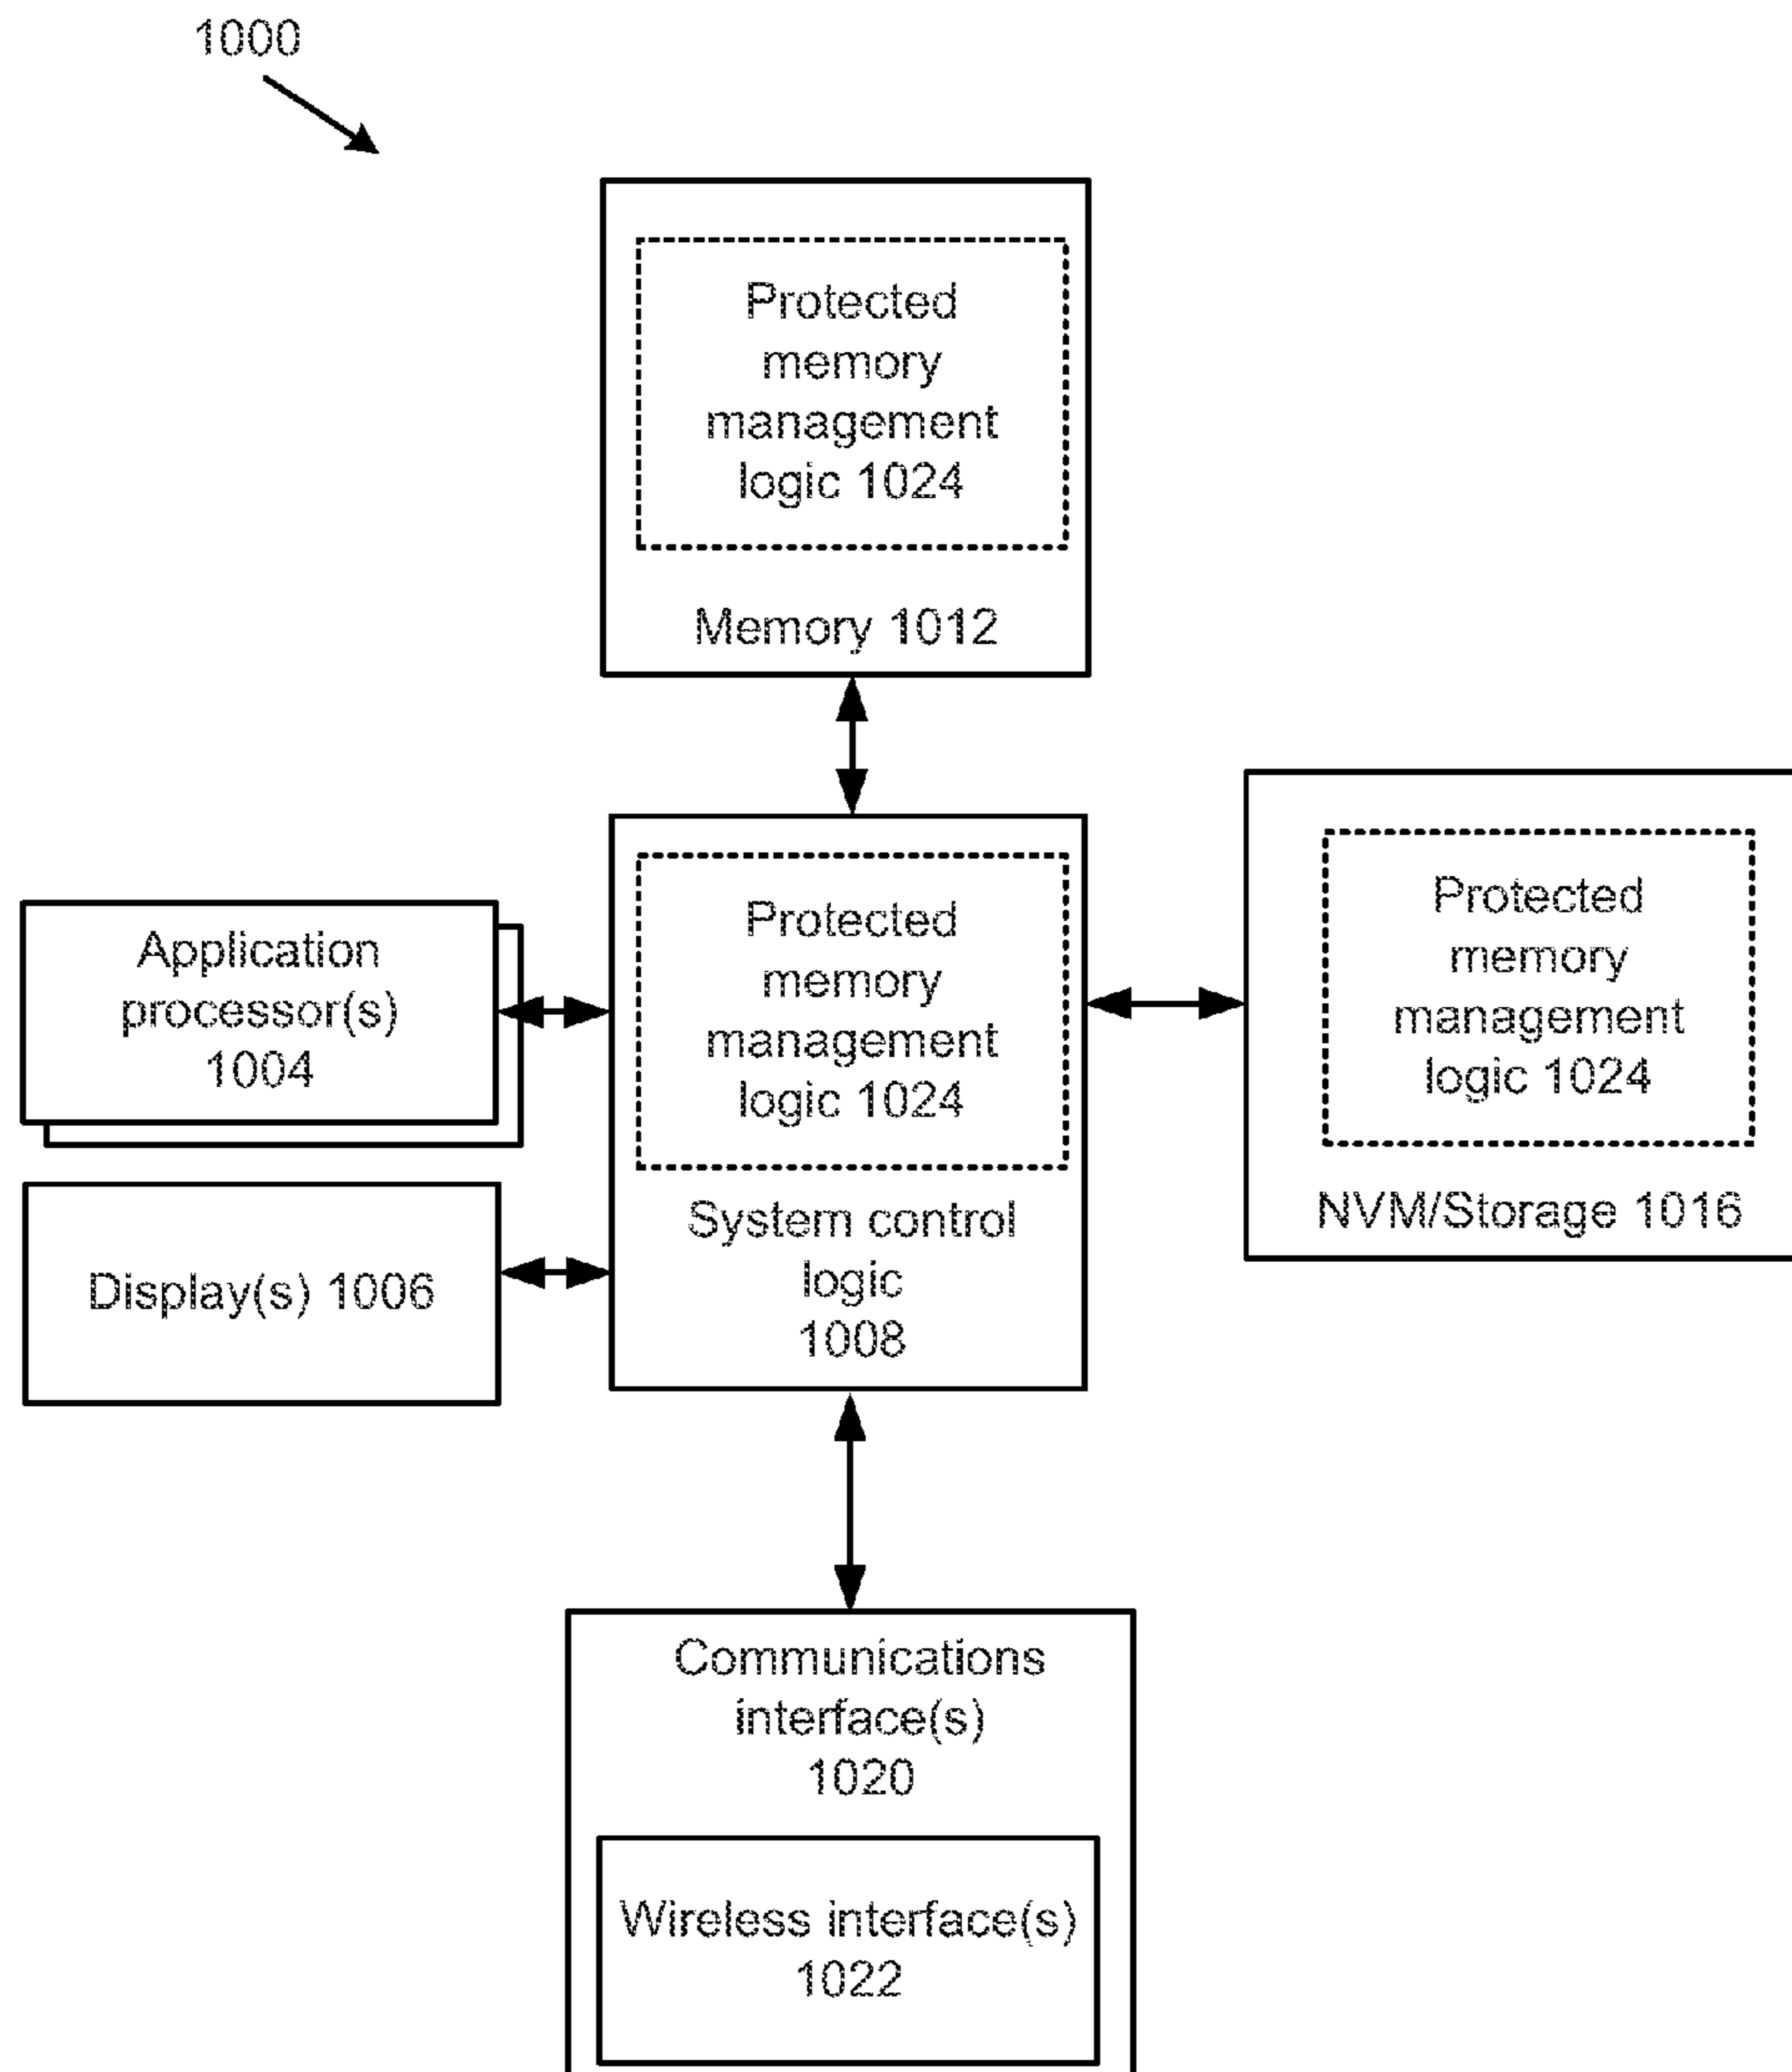 1000
Protected
memory
management
logic 1024
Memory 1012
Application
processor(s)
1004
Display(s) 1006
Protected
memory
management
logic 1024
System control
logic
1008
Protected
memory
management
logic 1024
NVM/Storage 1016
Communications
interface(s)
1020
Wireless interface(s)
1022